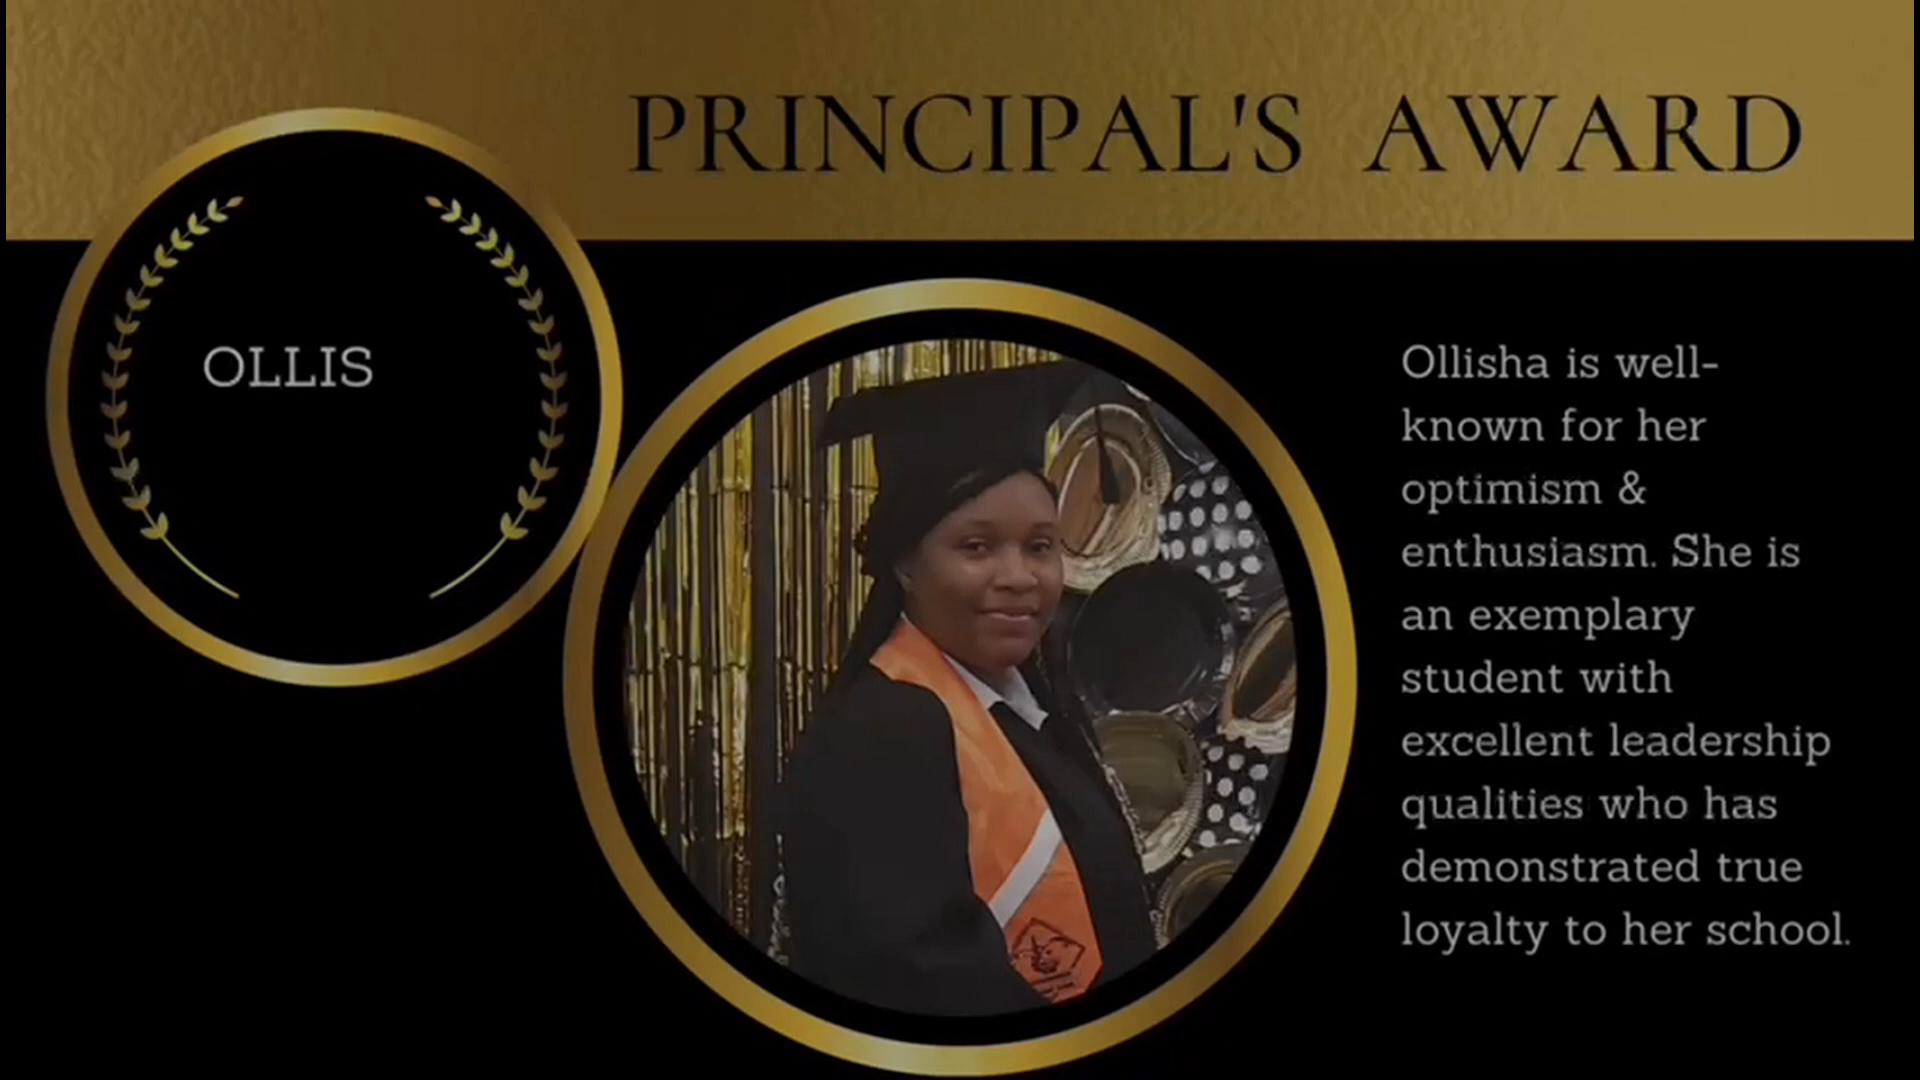 PRINCIPAL'S AWARD
OLLIS
Ollisha is well-
known for her
optimism &
enthusiasm. She is
an exemplary
student with
excellent leadership
qualities who has
demonstrated true
loyalty to her school.